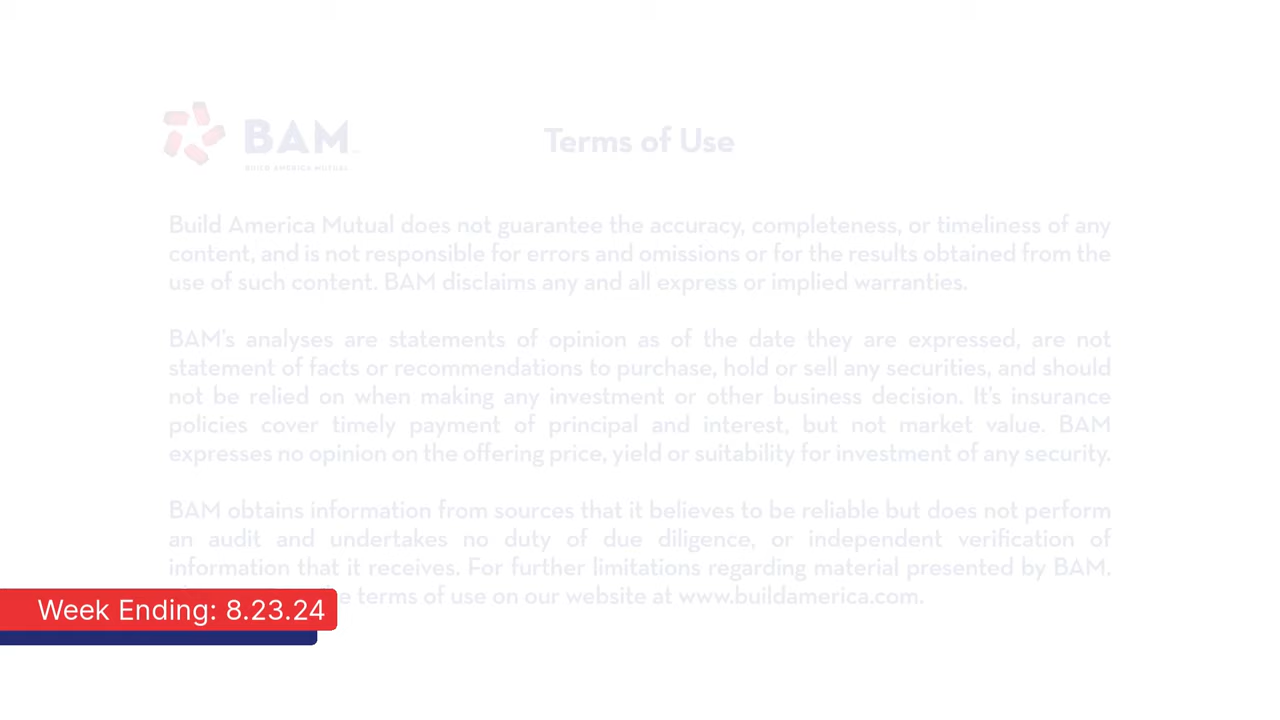 BAM
BUILD AMERICA MUTUAL
Terms of Use
Build America Mutual does not guarantee the accuracy, completeness, or timeliness of any
content, and is not responsible for errors and omissions or for the results obtained from the
use of such content. BAM disclaims any and all express or implied warranties.
BAM's analyses are statements of opinion as of the date they are expressed, are not
statement of facts or recommendations to purchase, hold or sell any securities, and should
not be relied on when making any investment or other business decision. It's insurance
policies cover timely payment of principal and interest, but not market value. BAM
expresses no opinion on the offering price, yield or suitability for investment of any security.
BAM obtains information from sources that it believes to be reliable but does not perform
an audit and undertakes no duty of due diligence, or independent verification of
information that it receives. For further limitations regarding material presented by BAM.
terms of use on our website at www.buildamerica.com.
Week Ending: 8.23.24